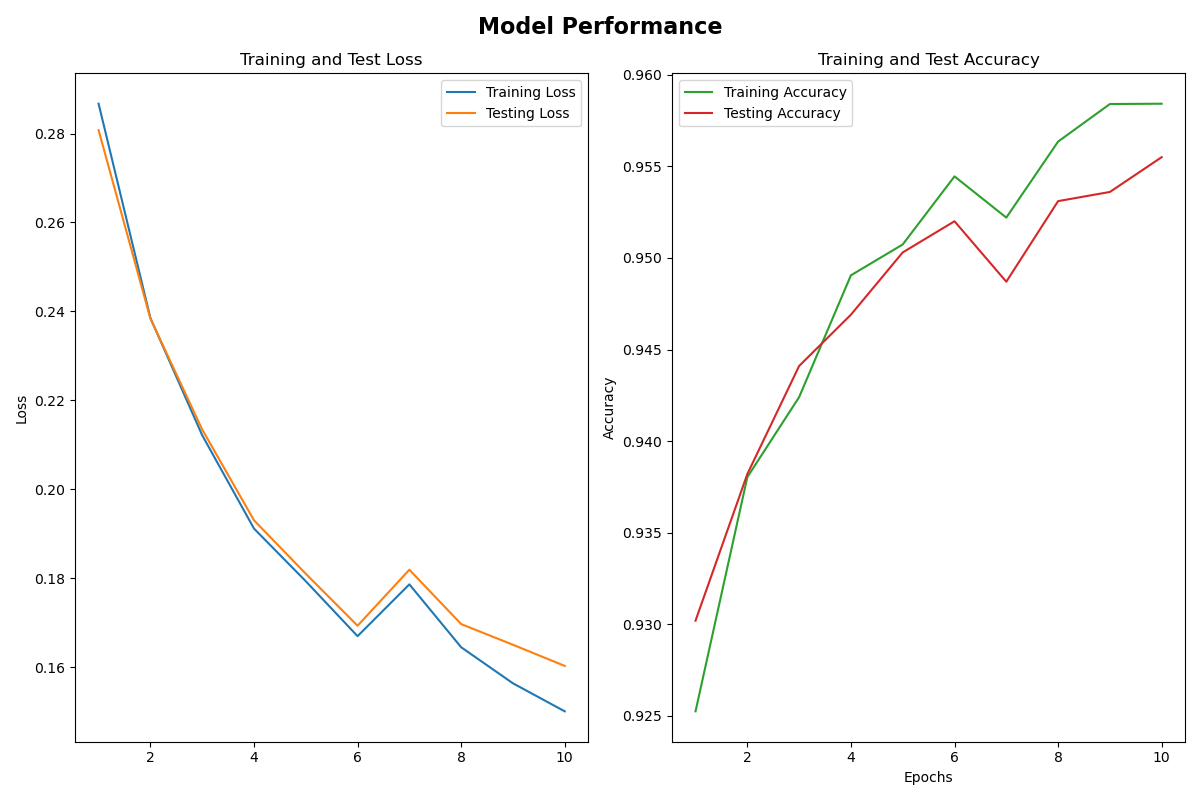 Model Performance
Training and Test Loss
Training Loss
Testing Loss
0.28
0.26
0.24
0.22
0.20
0.18
0.16
Loss
2 4 6 8 10
Training and Test Accuracy
Training Accuracy
Testing Accuracy
0.960
0.955
0.950
0.945
0.940
0.935
0.930
0.925
Accuracy
2 4 6 8 10
Epochs